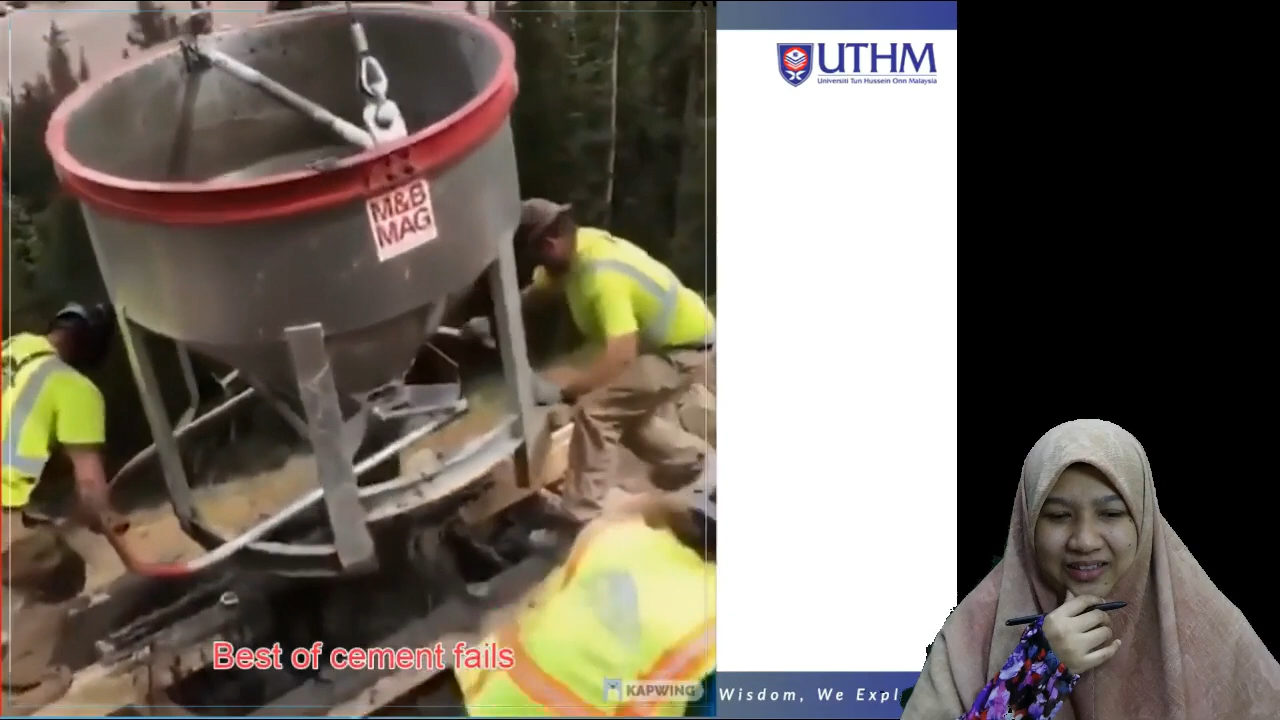 M&B
MAG
Best of cement fails
KAPWING
UTHM
Universiti Tun Hussein Onn Malaysia
Wisdom, We Expl